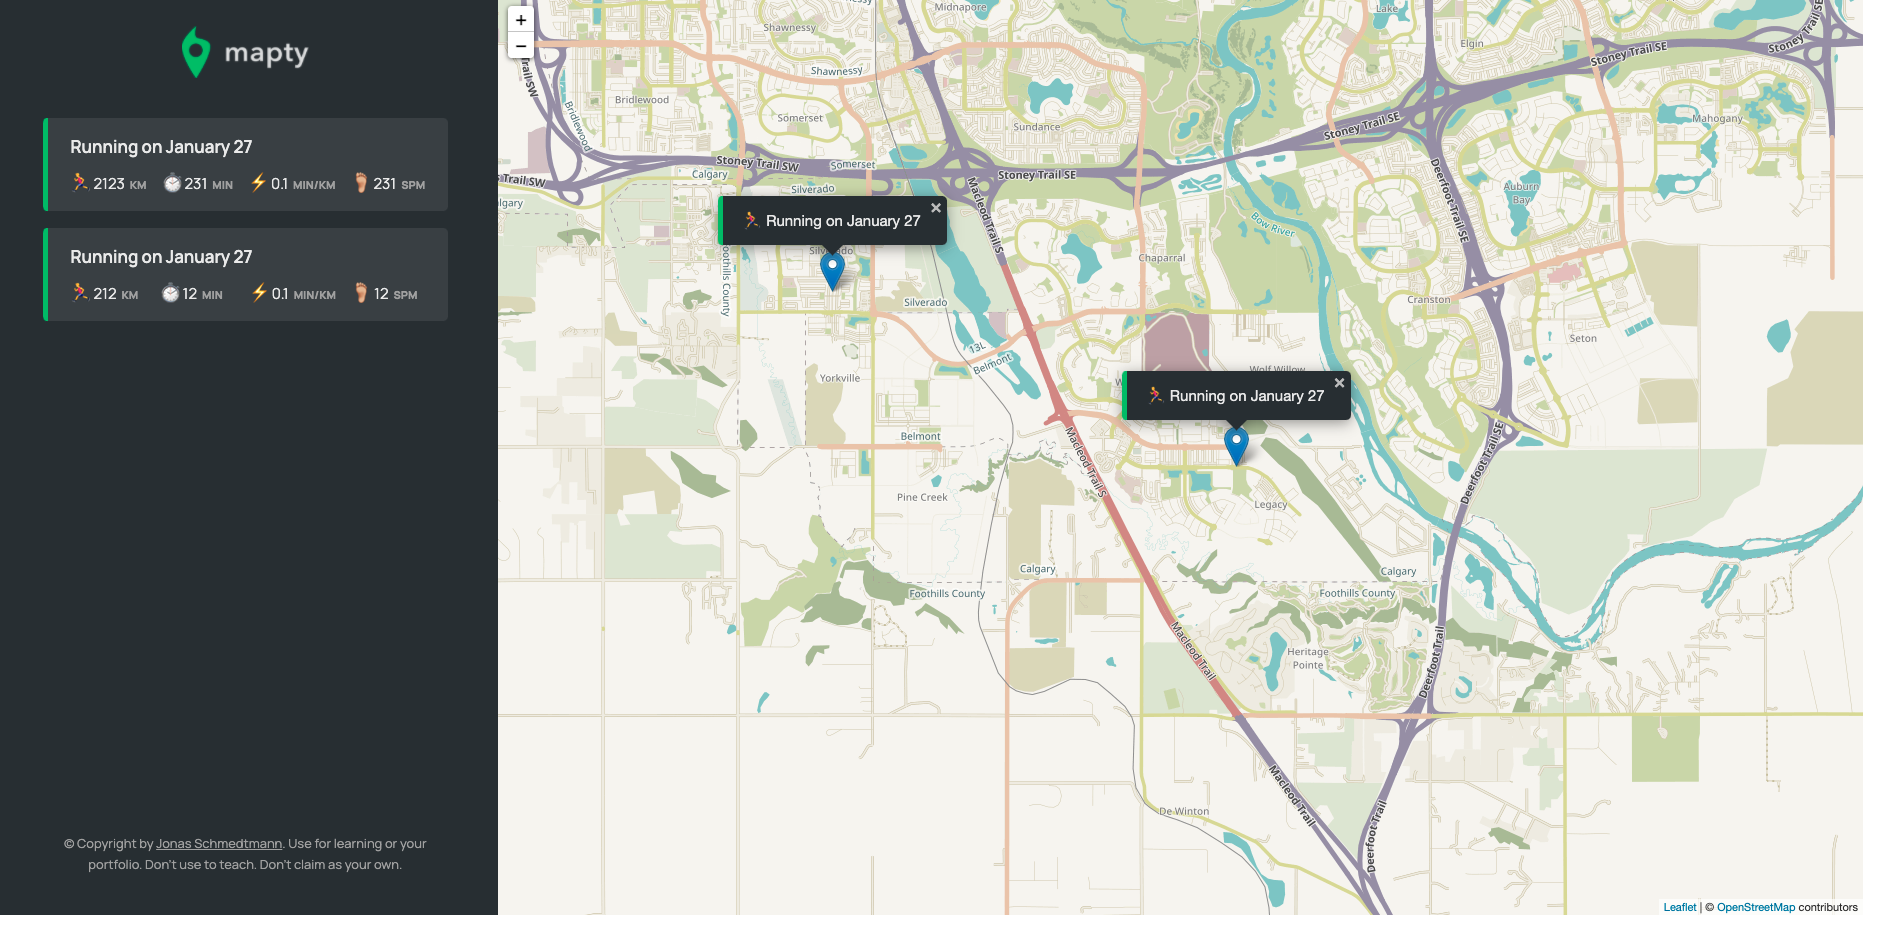 mapty
Running on January 27
2123 KM 231 MIN 0.1 MIN/KM 231 SPM
Running on January 27
212 KM 12 MIN 0.1 MIN/KM 12 SPM
© Copyright by Jonas Schmedtmann. Use for learning or your
portfolio. Don't use to teach. Don't claim as your own.
+
−
Midnapore
Shawnessy
Shawnessy
Lake
Elgin
Stoney Trail SE
Stoney Trail SE
Bridlewood
Bridlewood
Somerset
Sundance
Mahogany
Stoney Trail SE
Stoney Trail SW
Somerset
Calgary
Stoney Trail SE
Silverado
Macleod Trail S
Deerfoot Trail SE
Auburn
Bay
Bow River
Running on January 27
×
Silverado
Foothills County
Chaparral
Silverado
Cranston
Seton
13L
Belmont
Yorkville
Wolf Willow
Running on January 27
×
Belmont
Macleod Trail S
Deerfoot Trail SE
Pine Creek
Legacy
Calgary
Calgary
Foothills County
Foothills County
Macleod Trail
Heritage
Pointe
Deerfoot Trail
Macleod Trail
De Winton
Deerfoot Trail
Leaflet | © OpenStreetMap contributors